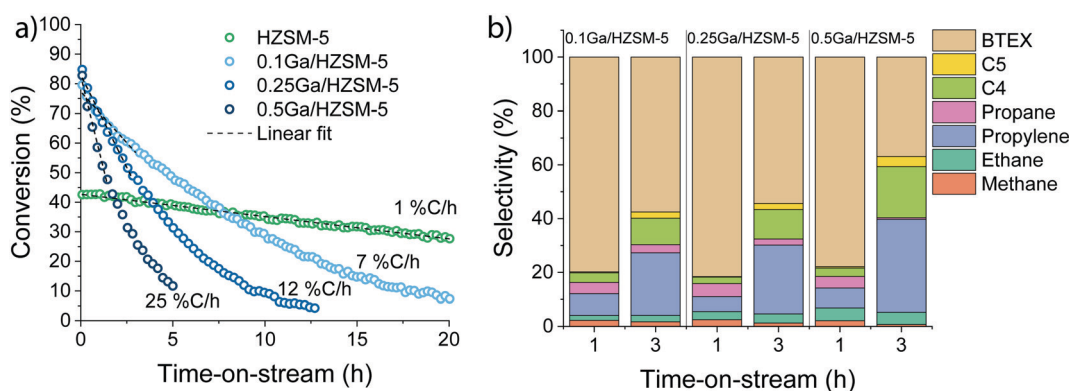 a)
Conversion (%)
100
90
80
70
60
50
40
30
20
10
0
HZSM-5
0.1Ga/HZSM-5
0.25Ga/HZSM-5
0.5Ga/HZSM-5
Linear fit
1 %C/h
7 %C/h
12 %C/h
25 %C/h
0 5 10 15 20
Time-on-stream (h)
b)
Selectivity (%)
100
80
60
40
20
0
0.1Ga/HZSM-5 0.25Ga/HZSM-5 0.5Ga/HZSM-5
1 3 1 3 1 3
Time-on-stream (h)
BTEX
C5
C4
Propane
Propylene
Ethane
Methane